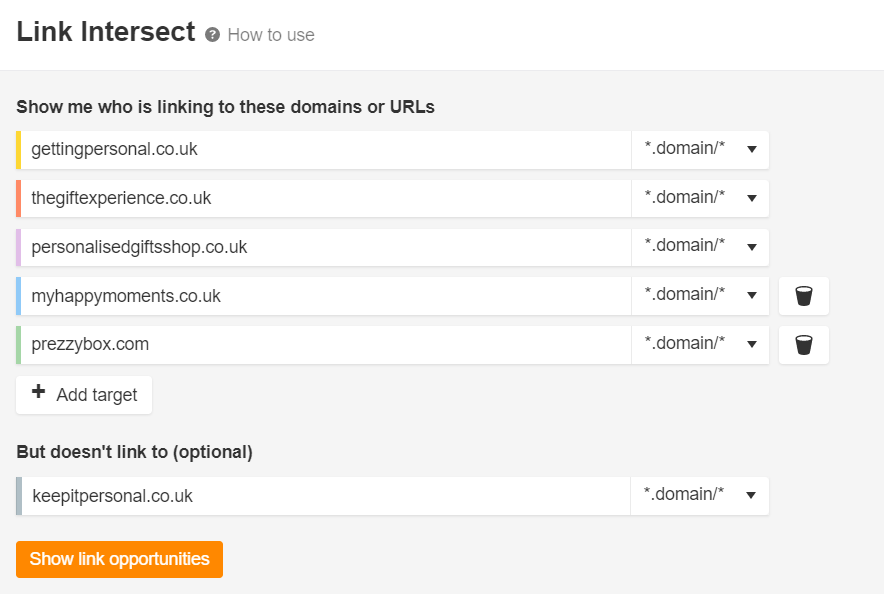 Link Intersect ? How to use
Show me who is linking to these domains or URLs
gettingpersonal.co.uk *.domain/*
thegiftexperience.co.uk *.domain/*
personalisedgiftsshop.co.uk *.domain/*
myhappymoments.co.uk *.domain/*
prezzybox.com *.domain/*
+ Add target
But doesn't link to (optional)
keepitpersonal.co.uk *.domain/*
Show link opportunities